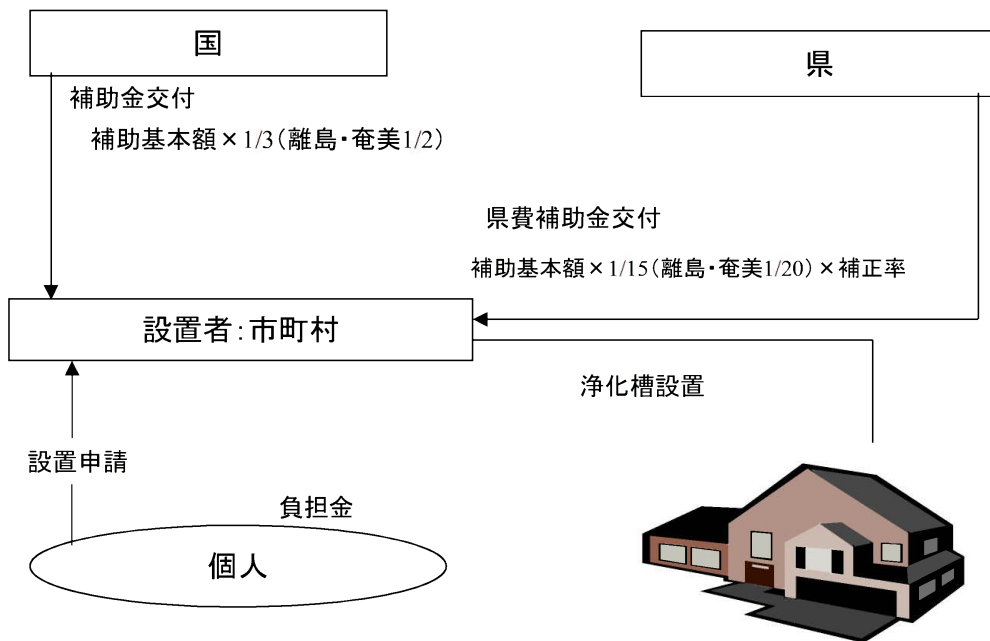 国
県
補助金交付
補助基本額×1/3(離島・奄美1/2)
県費補助金交付
補助基本額×1/15(離島・奄美1/20)×補正率
設置者:市町村
浄化槽設置
設置申請
負担金
個人